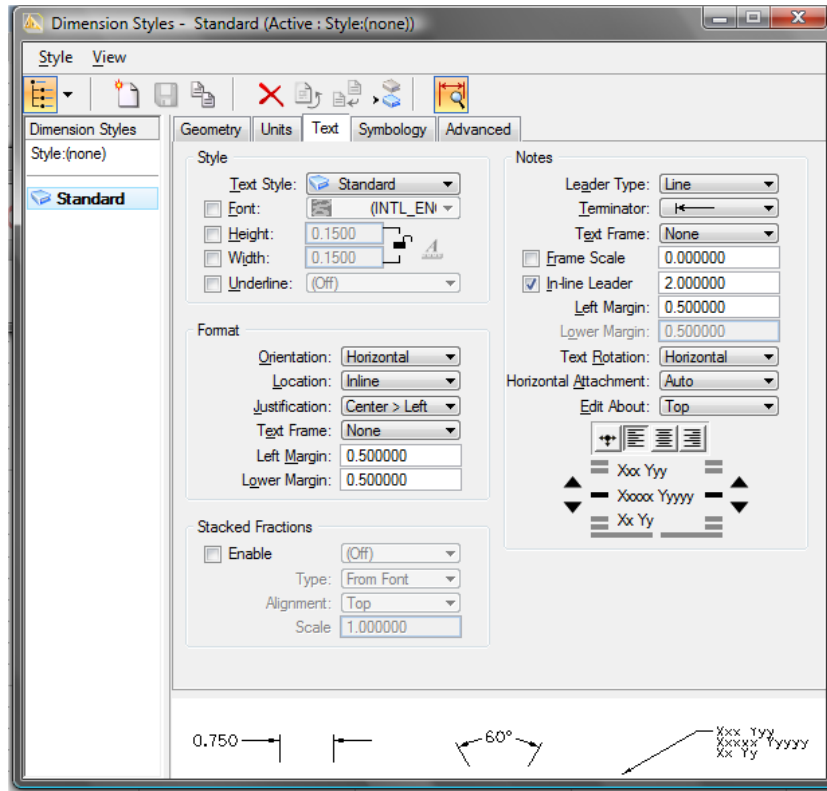 Dimension Styles - Standard (Active : Style:(none))
Style View
Dimension Styles
Style:(none)
Standard
Geometry Units Text Symbology Advanced
Style
Text Style: Standard
Font: (INTL_EN(
Height: 0.1500
Width: 0.1500
A
Underline: (Off)
Format
Orientation: Horizontal
Location: Inline
Justification: Center > Left
Text Frame: None
Left Margin: 0.500000
Lower Margin: 0.500000
Stacked Fractions
Enable (Off)
Type: From Font
Alignment: Top
Scale 1.000000
Notes
Leader Type: Line
Terminator:
Text Frame: None
Frame Scale 0.000000
In-line Leader 2.000000
Left Margin: 0.500000
Lower Margin: 0.500000
Text Rotation: Horizontal
Horizontal Attachment: Auto
Edit About: Top
Xxx Yyy
Xxxxx Yyyyy
Xx Yy
0.750
60°
Xxx Yyy
Xxxxx Yyyyy
Xx Yy